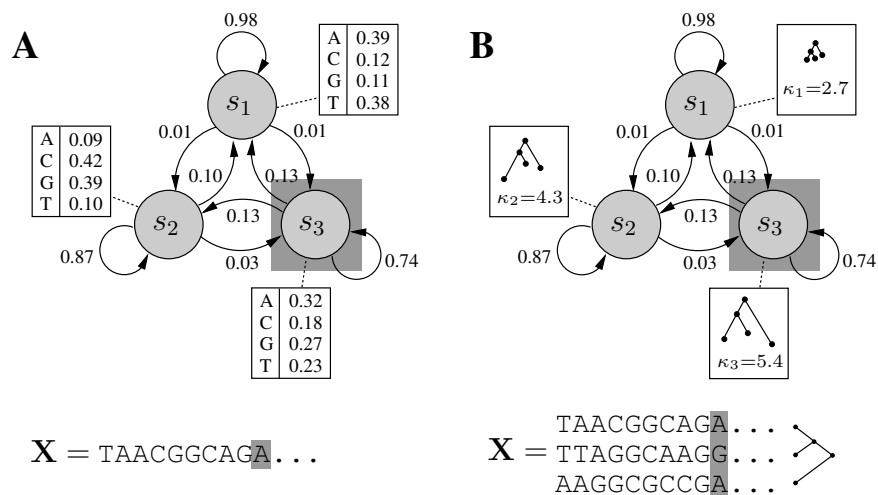 A
0.98
A 0.39
C 0.12
G 0.11
T 0.38
s1
0.01
0.01
A 0.09
C 0.42
G 0.39
T 0.10
0.10
0.13
s2
0.13
s3
0.87
0.03
0.74
A 0.32
C 0.18
G 0.27
T 0.23
X = TAACGGCAGA...
B
0.98
κ1=2.7
s1
0.01
0.01
κ2=4.3
0.10
0.13
s2
0.13
s3
0.87
0.03
0.74
κ3=5.4
TAACGGCAGA...
X = TTAGGCAAGG...
AAGGCGCCGA...